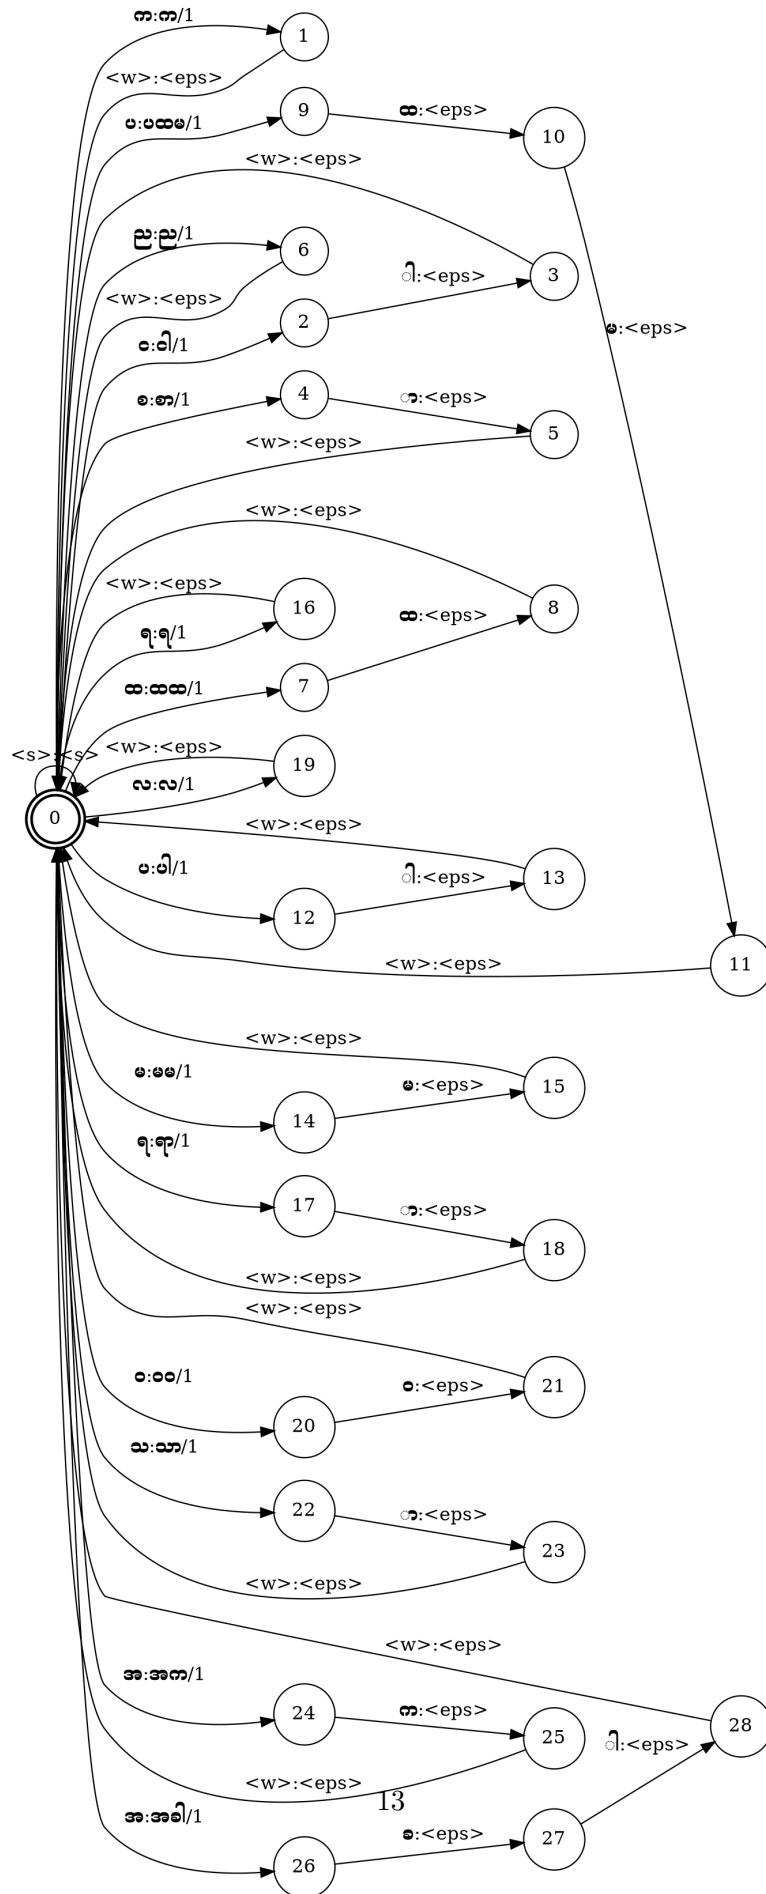 က:က/1
1
<w>:<eps>
9
ပ:ပထမ/1
ထ:<eps>
10
<w>:<eps>
ည:ည/1
6
3
ါ:<eps>
<w>:<eps>
2
မ:<eps>
င:ငါ/1
4
စ:စာ/1
ာ:<eps>
5
<w>:<eps>
<w>:<eps>
<w>:<eps>
16
8
ထ:<eps>
ရ:ရ/1
7
ထ:ထထ/1
<w>:<eps>
<s>:<s>
19
လ:လ/1
0
<w>:<eps>
ပ:ပါ/1
ါ:<eps>
13
12
<w>:<eps>
11
<w>:<eps>
မ:မမ/1
မ:<eps>
15
14
ရ:ရာ/1
17
ာ:<eps>
18
<w>:<eps>
<w>:<eps>
ဝ:ဝဝ/1
ဝ:<eps>
21
20
သ:သာ/1
22
ာ:<eps>
23
<w>:<eps>
<w>:<eps>
အ:အက/1
24
က:<eps>
25
28
ါ:<eps>
<w>:<eps>
13
အ:အခါ/1
ခ:<eps>
27
26